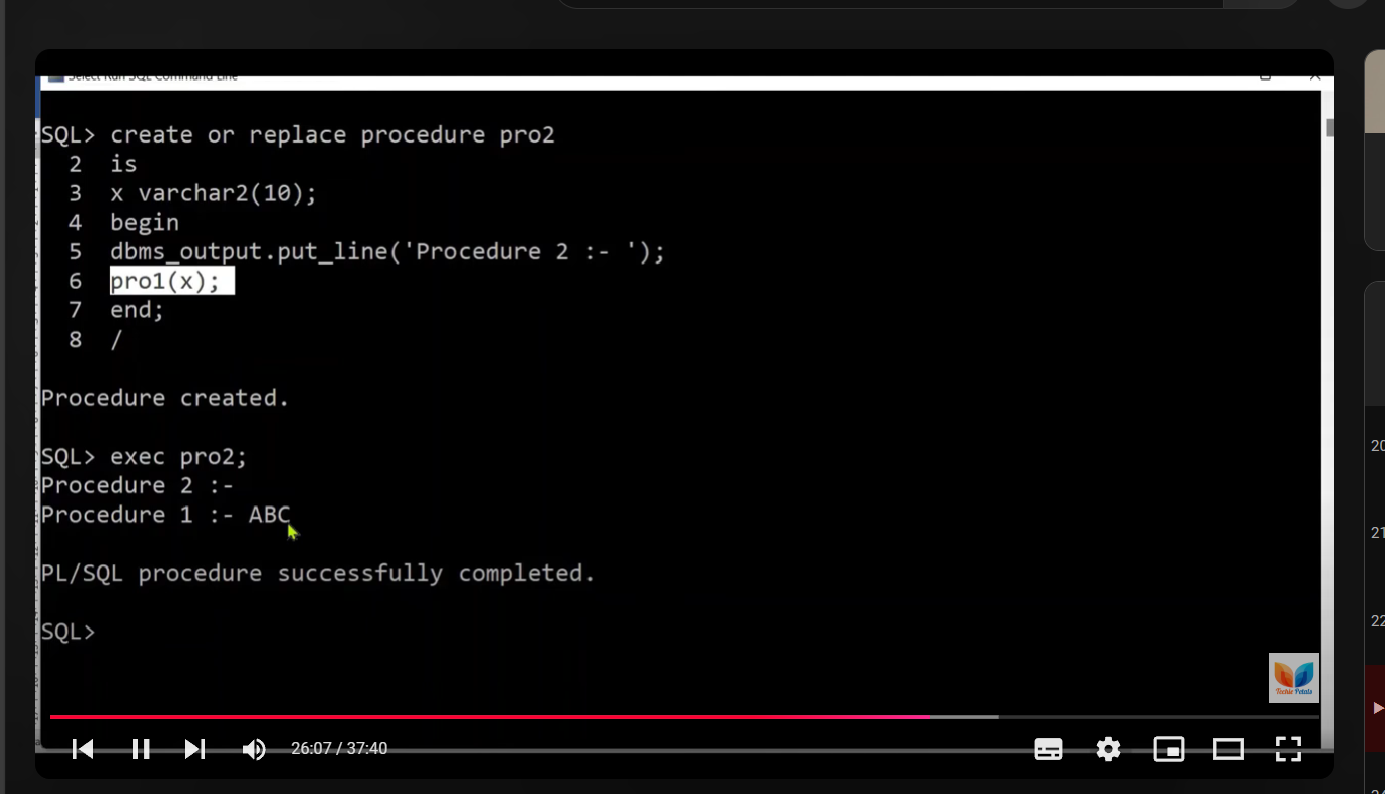 Select Run SQL Command Line
SQL> create or replace procedure pro2
2 is
3 x varchar2(10);
4 begin
5 dbms_output.put_line('Procedure 2 :- ');
6 pro1(x);
7 end;
8 /
Procedure created.
SQL> exec pro2;
Procedure 2 :-
Procedure 1 :- ABC
PL/SQL procedure successfully completed.
SQL>
Techie Petals
26:07 / 37:40
20
21
22